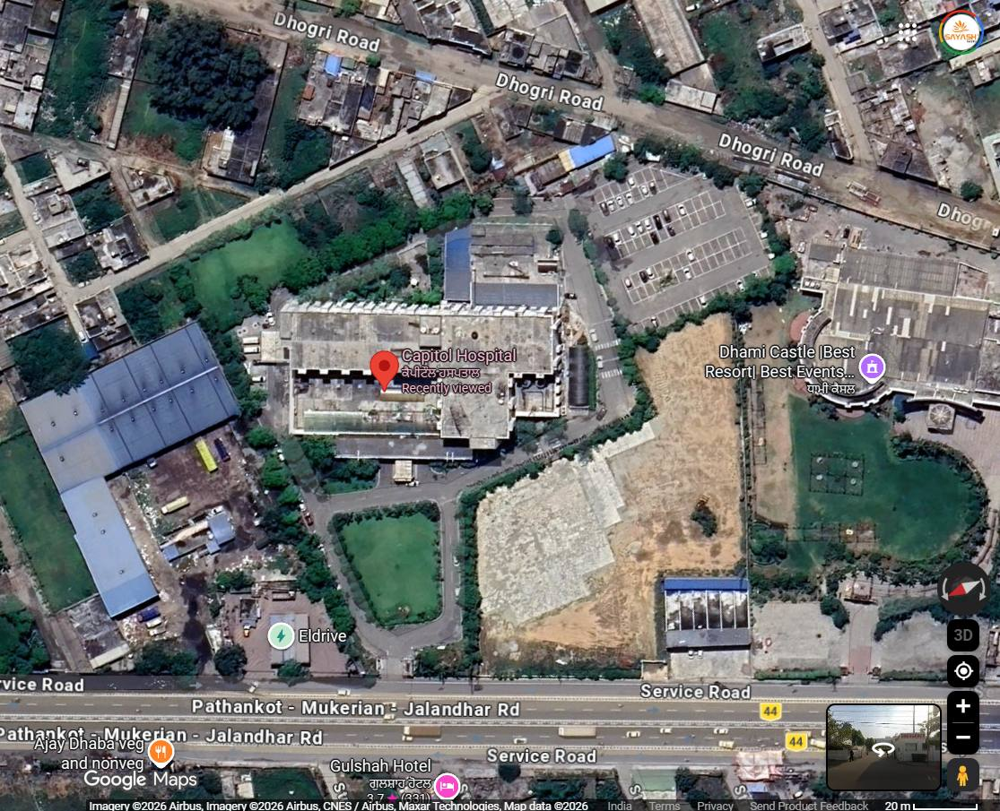 Dhogri Road
SAYASH
Dhogri Road
Dhogri Road
Dhog
Capitol Hospital
ਕੈਪੀਟੌਲ ਹਸਪਤਾਲ
Recently viewed
Dhami Castle |Best
Resort| Best Events...
ਧਾਮੀ ਕੈਸਲ
Eldrive
3D
rvice Road
Service Road
Pathankot - Mukerian - Jalandhar Rd
44
Pathankot - Mukerian - Jalandhar Rd
44
Ajay Dhaba veg
and nonveg
Service Road
Gulshah Hotel
ਗੁਲਸ਼ਾਹ ਹੋਟਲ
3.7 ★ (331)
Google Maps
Imagery ©2026 Airbus, Imagery ©2026 Airbus, CNES / Airbus, Maxar Technologies, Map data ©2026 India Terms Privacy Send Product Feedback 20 m